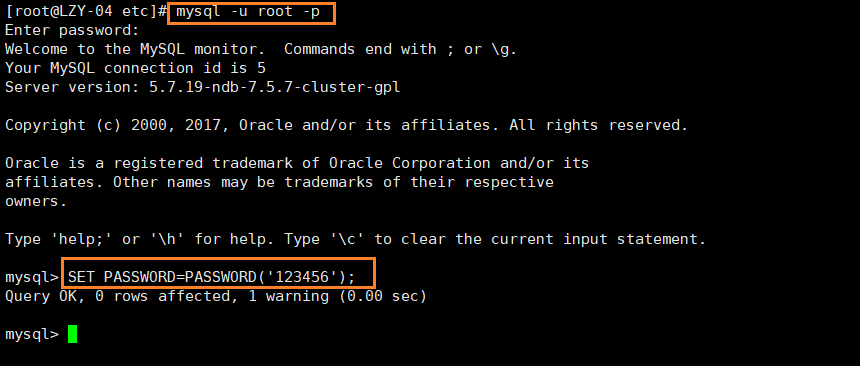 [root@LZY-04 etc]# mysql -u root -p
Enter password:
Welcome to the MySQL monitor.  Commands end with ; or \g.
Your MySQL connection id is 5
Server version: 5.7.19-ndb-7.5.7-cluster-gpl
Copyright (c) 2000, 2017, Oracle and/or its affiliates. All rights reserved.
Oracle is a registered trademark of Oracle Corporation and/or its
affiliates. Other names may be trademarks of their respective
owners.
Type 'help;' or '\h' for help. Type '\c' to clear the current input statement.
mysql> SET PASSWORD=PASSWORD('123456');
Query OK, 0 rows affected, 1 warning (0.00 sec)
mysql>